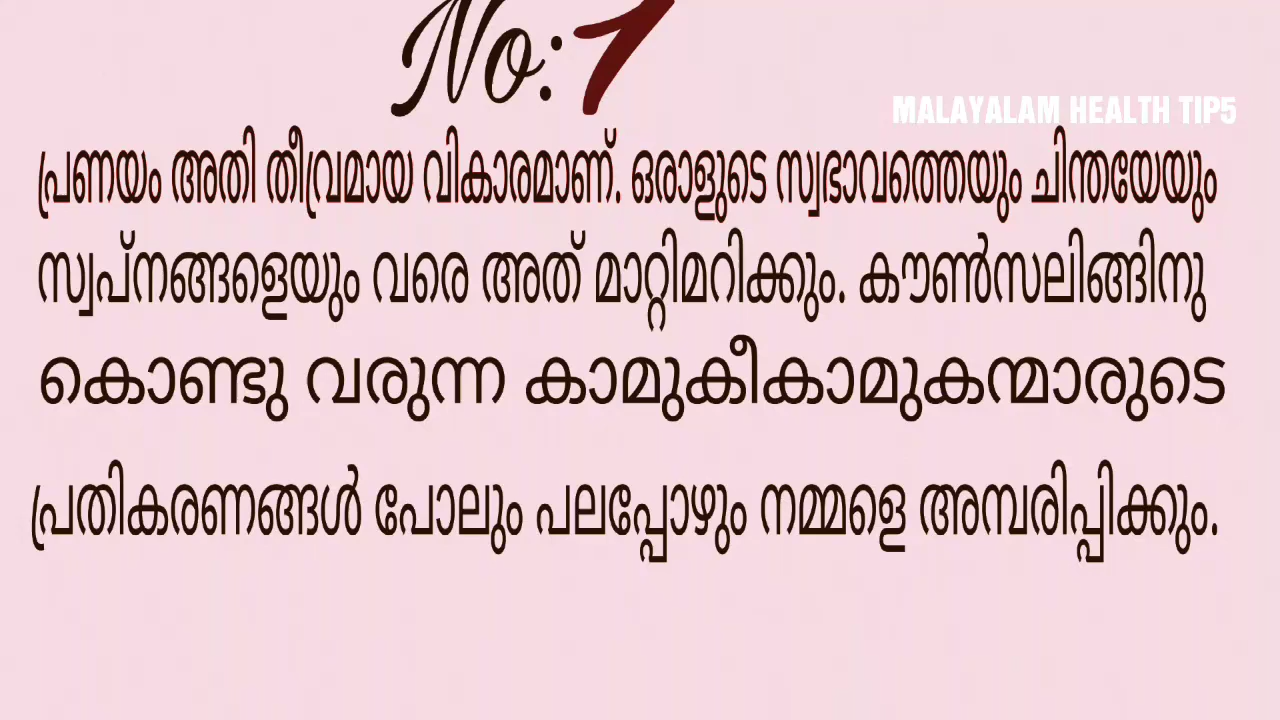 No:1
MALAYALAM HEALTH TIP5
പ്രണയം അതി തീവ്രമായ വികാരമാണ്. ഒരാളുടെ സ്വഭാവത്തെയും ചിന്തയേയും
സ്വപ്നങ്ങളെയും വരെ അത് മാറ്റിമറിക്കും. കൗൺസലിങ്ങിനു
കൊണ്ടു വരുന്ന കാമുകീകാമുകന്മാരുടെ
പ്രതികരണങ്ങൾ പോലും പലപ്പോഴും നമ്മളെ അമ്പരിപ്പിക്കും.